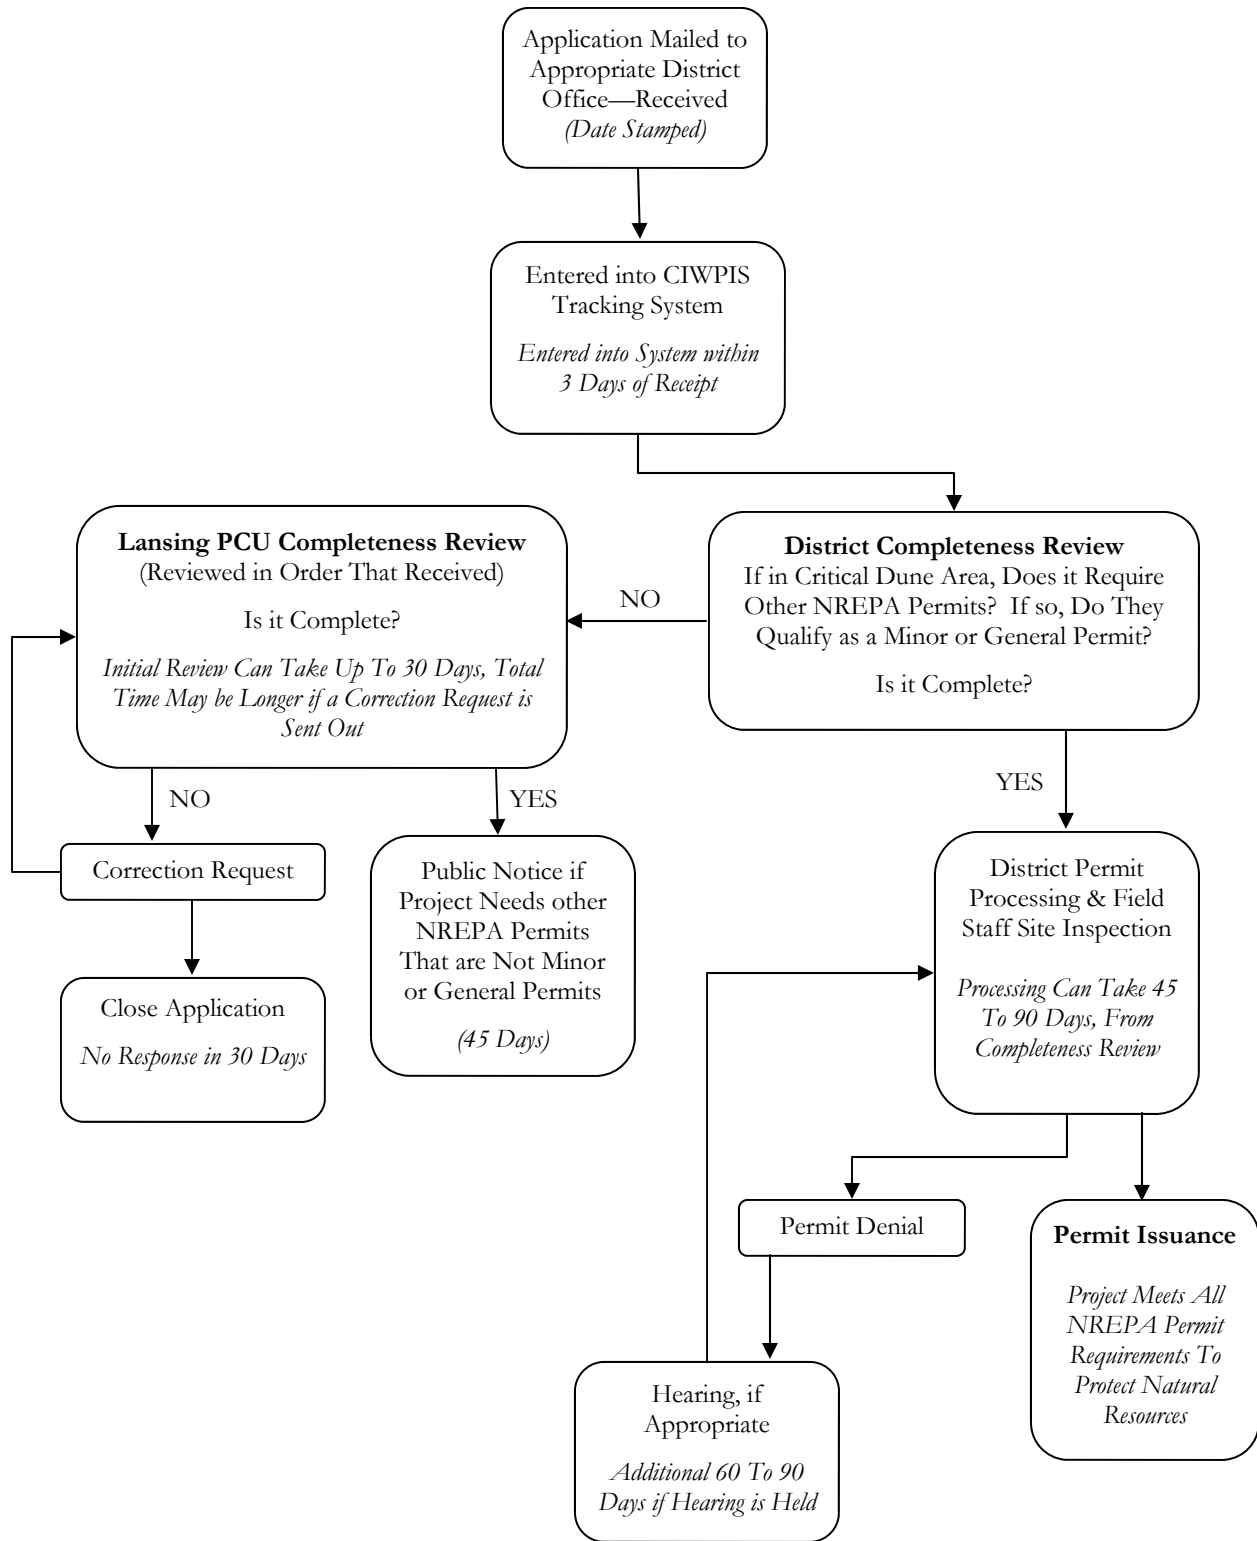 Application Mailed to
Appropriate District
Office—Received
(Date Stamped)
Entered into CIWPIS
Tracking System
Entered into System within
3 Days of Receipt
Lansing PCU Completeness Review
(Reviewed in Order That Received)
Is it Complete?
Initial Review Can Take Up To 30 Days, Total
Time May be Longer if a Correction Request is
Sent Out
NO
District Completeness Review
If in Critical Dune Area, Does it Require
Other NREPA Permits?  If so, Do They
Qualify as a Minor or General Permit?
Is it Complete?
NO
YES
YES
Correction Request
Public Notice if
Project Needs other
NREPA Permits
That are Not Minor
or General Permits
(45 Days)
District Permit
Processing & Field
Staff Site Inspection
Processing Can Take 45
To 90 Days, From
Completeness Review
Close Application
No Response in 30 Days
Permit Denial
Permit Issuance
Project Meets All
NREPA Permit
Requirements To
Protect Natural
Resources
Hearing, if
Appropriate
Additional 60 To 90
Days if Hearing is Held